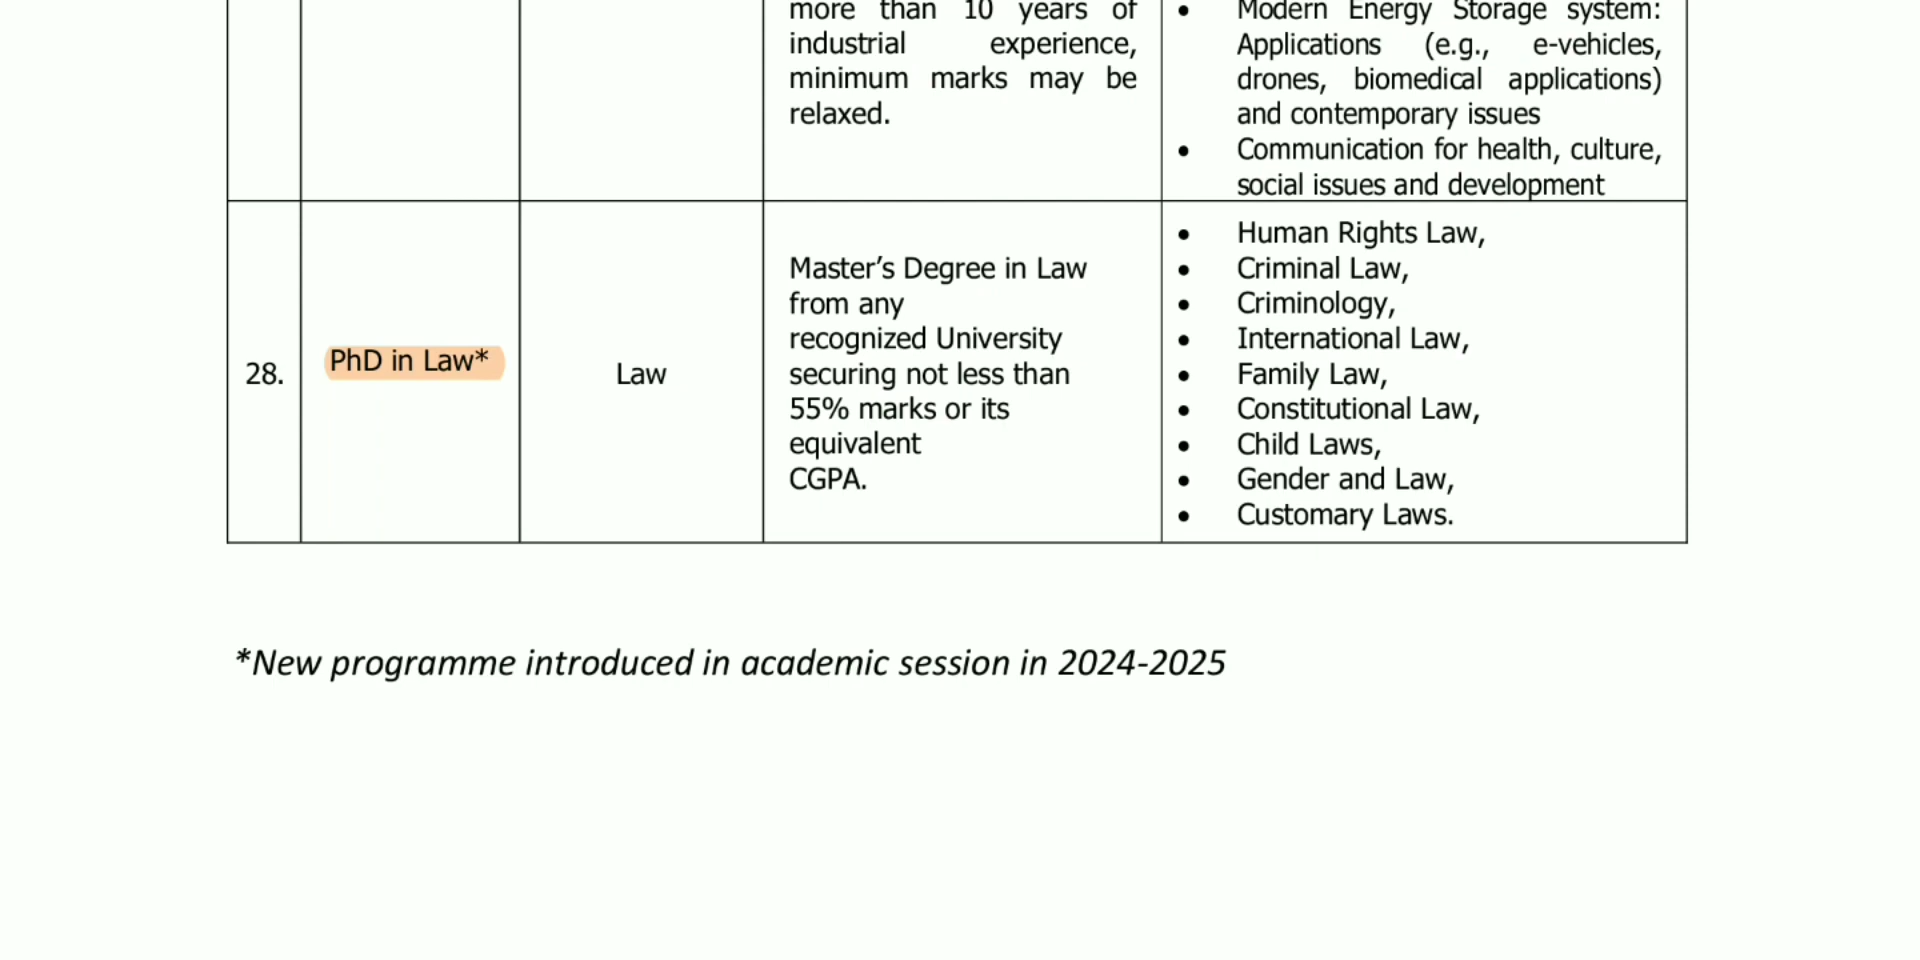 more than 10 years of
industrial experience,
minimum marks may be
relaxed.
• Modern Energy Storage system:
Applications (e.g., e-vehicles,
drones, biomedical applications)
and contemporary issues
• Communication for health, culture,
social issues and development
28.
PhD in Law*
Law
Master’s Degree in Law
from any
recognized University
securing not less than
55% marks or its
equivalent
CGPA.
• Human Rights Law,
• Criminal Law,
• Criminology,
• International Law,
• Family Law,
• Constitutional Law,
• Child Laws,
• Gender and Law,
• Customary Laws.
*New programme introduced in academic session in 2024-2025